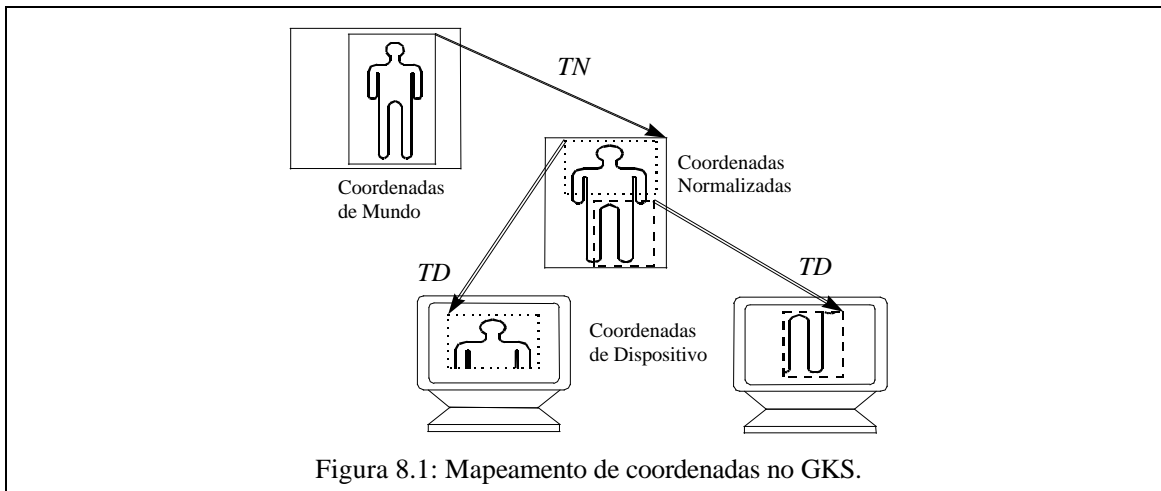 TN
Coordenadas
de Mundo
Coordenadas
Normalizadas
TD
TD
Coordenadas
de Dispositivo
Figura 8.1: Mapeamento de coordenadas no GKS.